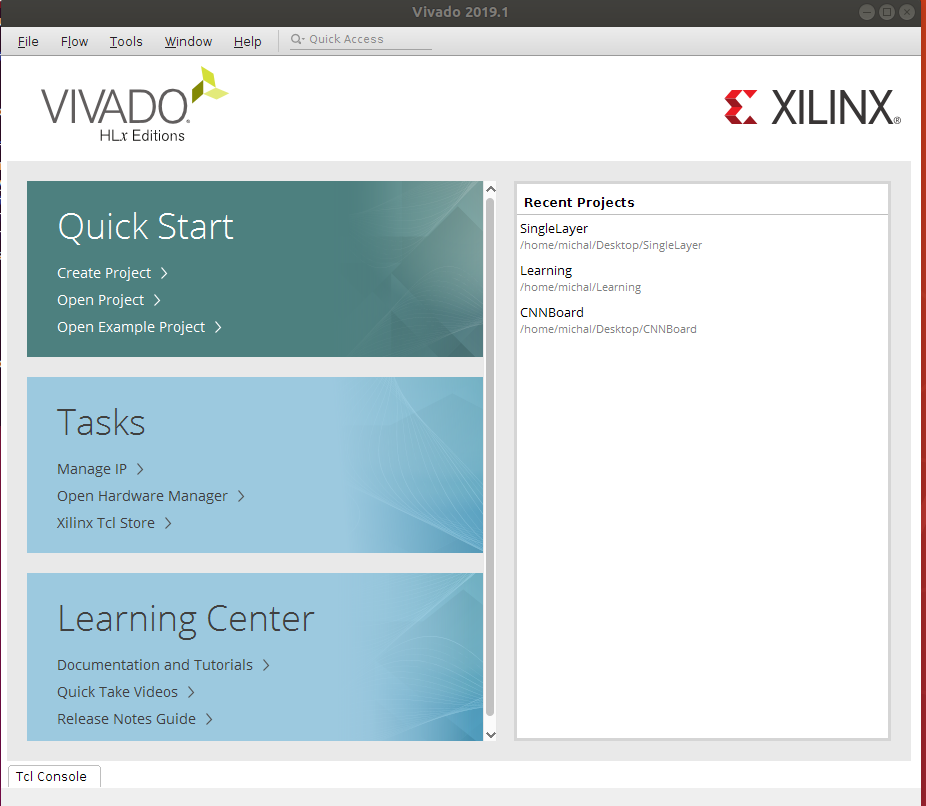 Vivado 2019.1
File Flow Tools Window Help Quick Access
VIVADO.
HLx Editions
XILINX®
Quick Start
Create Project
Open Project
Open Example Project
Tasks
Manage IP
Open Hardware Manager
Xilinx Tcl Store
Learning Center
Documentation and Tutorials
Quick Take Videos
Release Notes Guide
Recent Projects
SingleLayer
/home/michal/Desktop/SingleLayer
Learning
/home/michal/Learning
CNNBoard
/home/michal/Desktop/CNNBoard
Tcl Console